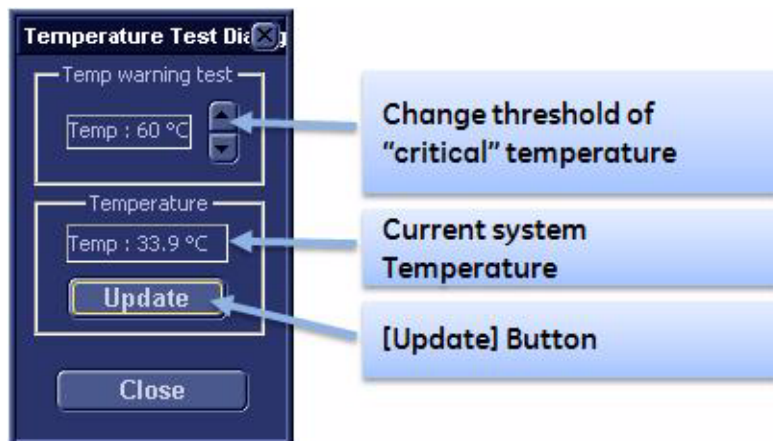 Temperature Test Di
Temp warning test
Temp : 60 °C
Change threshold of
“critical” temperature
Temperature
Temp : 33.9 °C
Current system
Temperature
Update
[Update] Button
Close